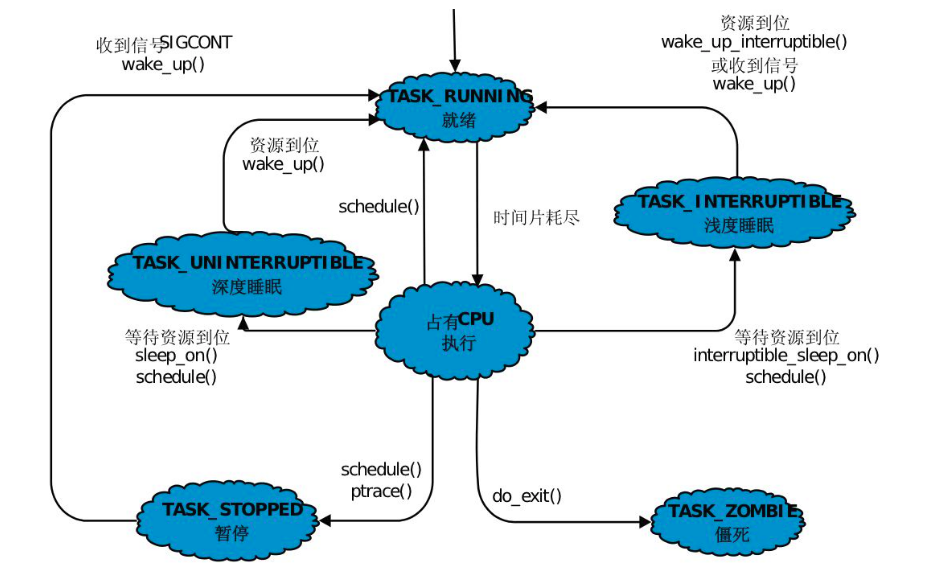 收到信号SIGCONT
wake_up()
资源到位
wake_up_interruptible()
或收到信号
wake_up()
TASK_RUNNING
就绪
资源到位
wake_up()
schedule()
时间片耗尽
TASK_INTERRUPTIBLE
浅度睡眠
TASK_UNINTERRUPTIBLE
深度睡眠
占有CPU
执行
等待资源到位
sleep_on()
schedule()
等待资源到位
interruptible_sleep_on()
schedule()
schedule()
ptrace()
do_exit()
TASK_STOPPED
暂停
TASK_ZOMBIE
僵死